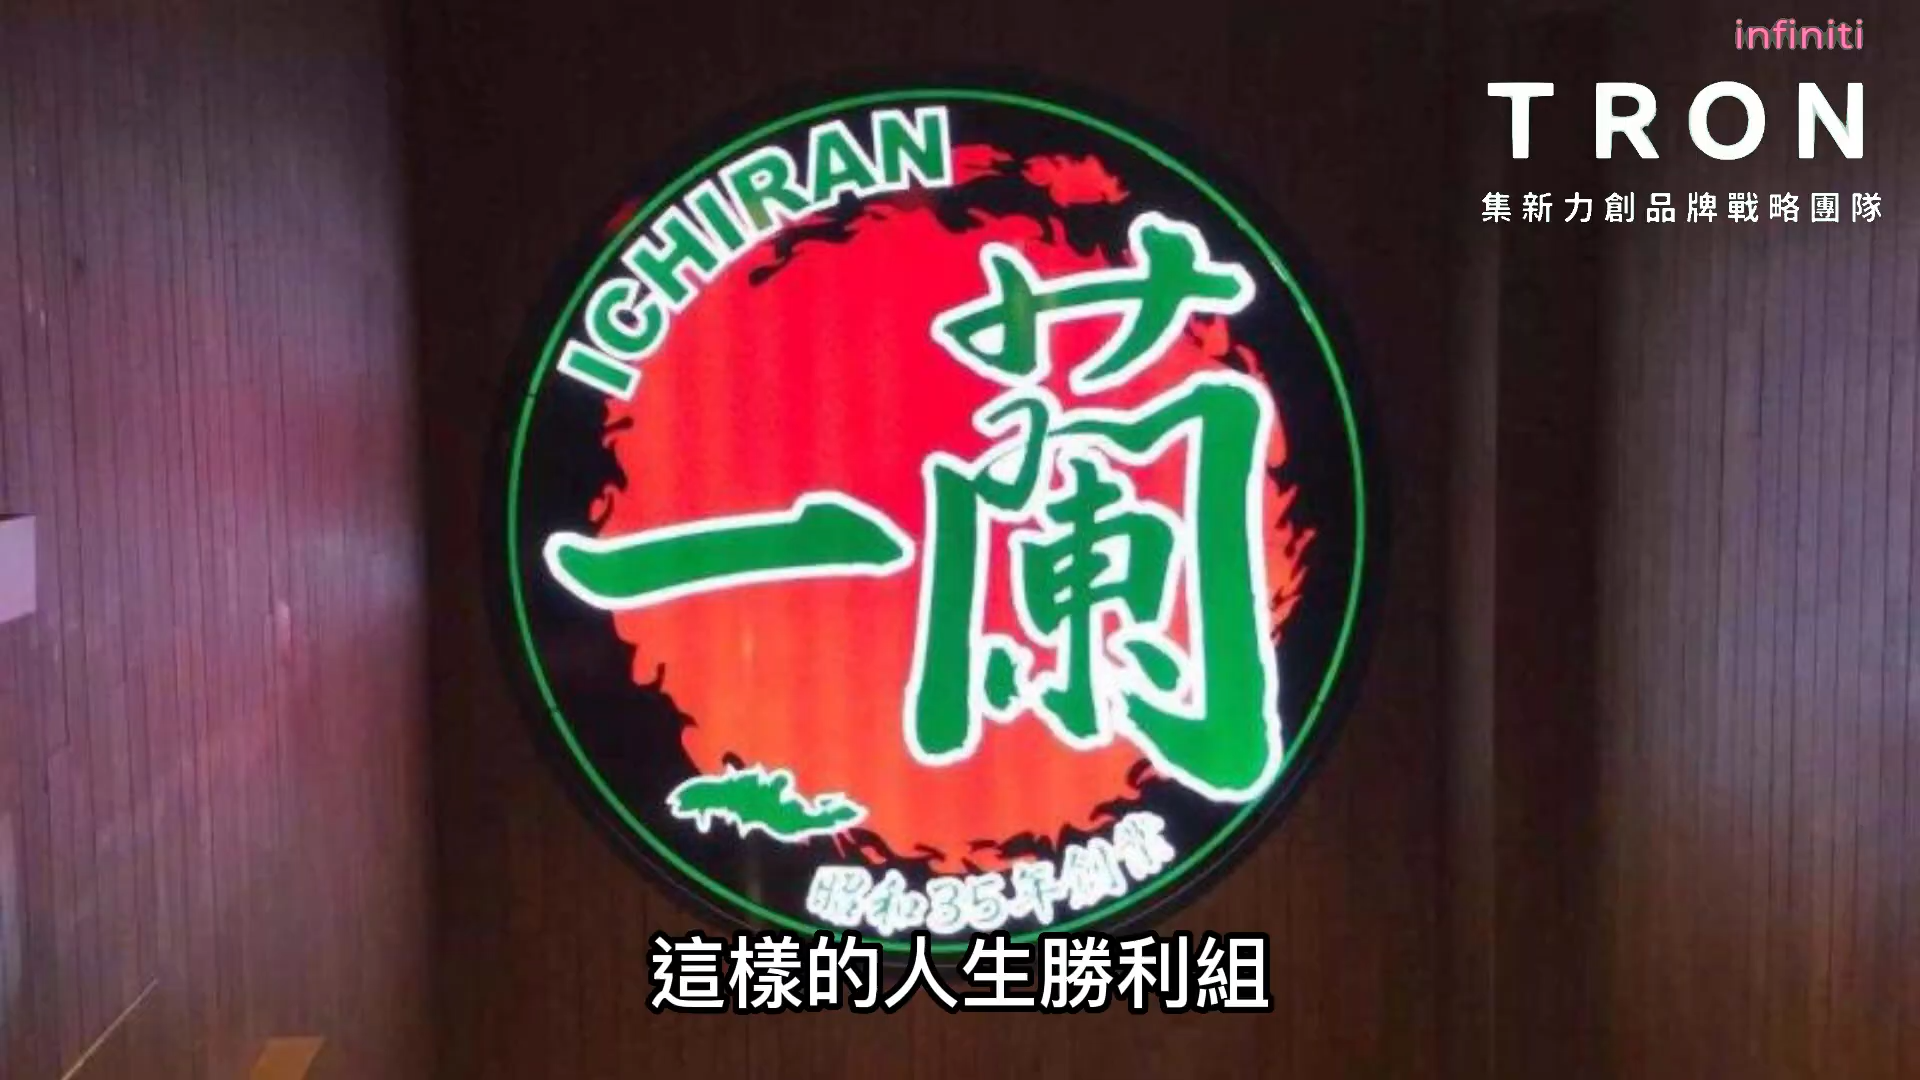 infiniti
TRON
集新力創品牌戰略團隊
ICHIRAN
一蘭
昭和35年創業
這樣的人生勝利組